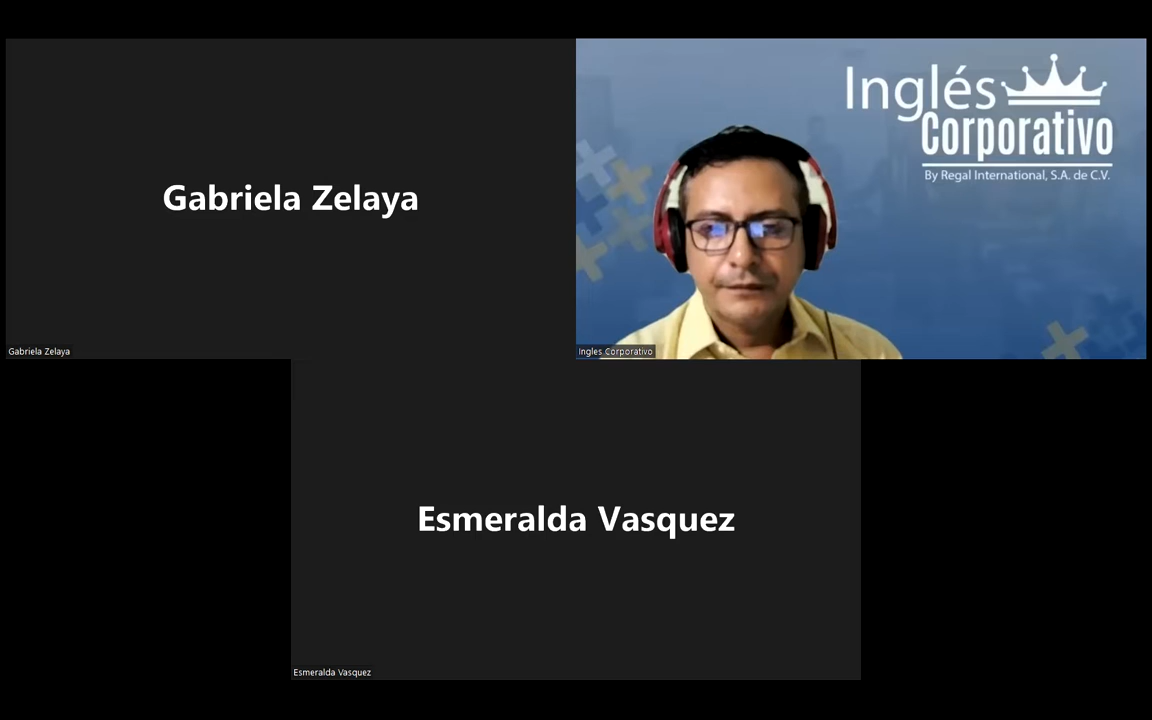 Gabriela Zelaya
Gabriela Zelaya
Inglés
Corporativo
By Regal International, S.A. de C.V.
Ingles Corporativo
Esmeralda Vasquez
Esmeralda Vasquez